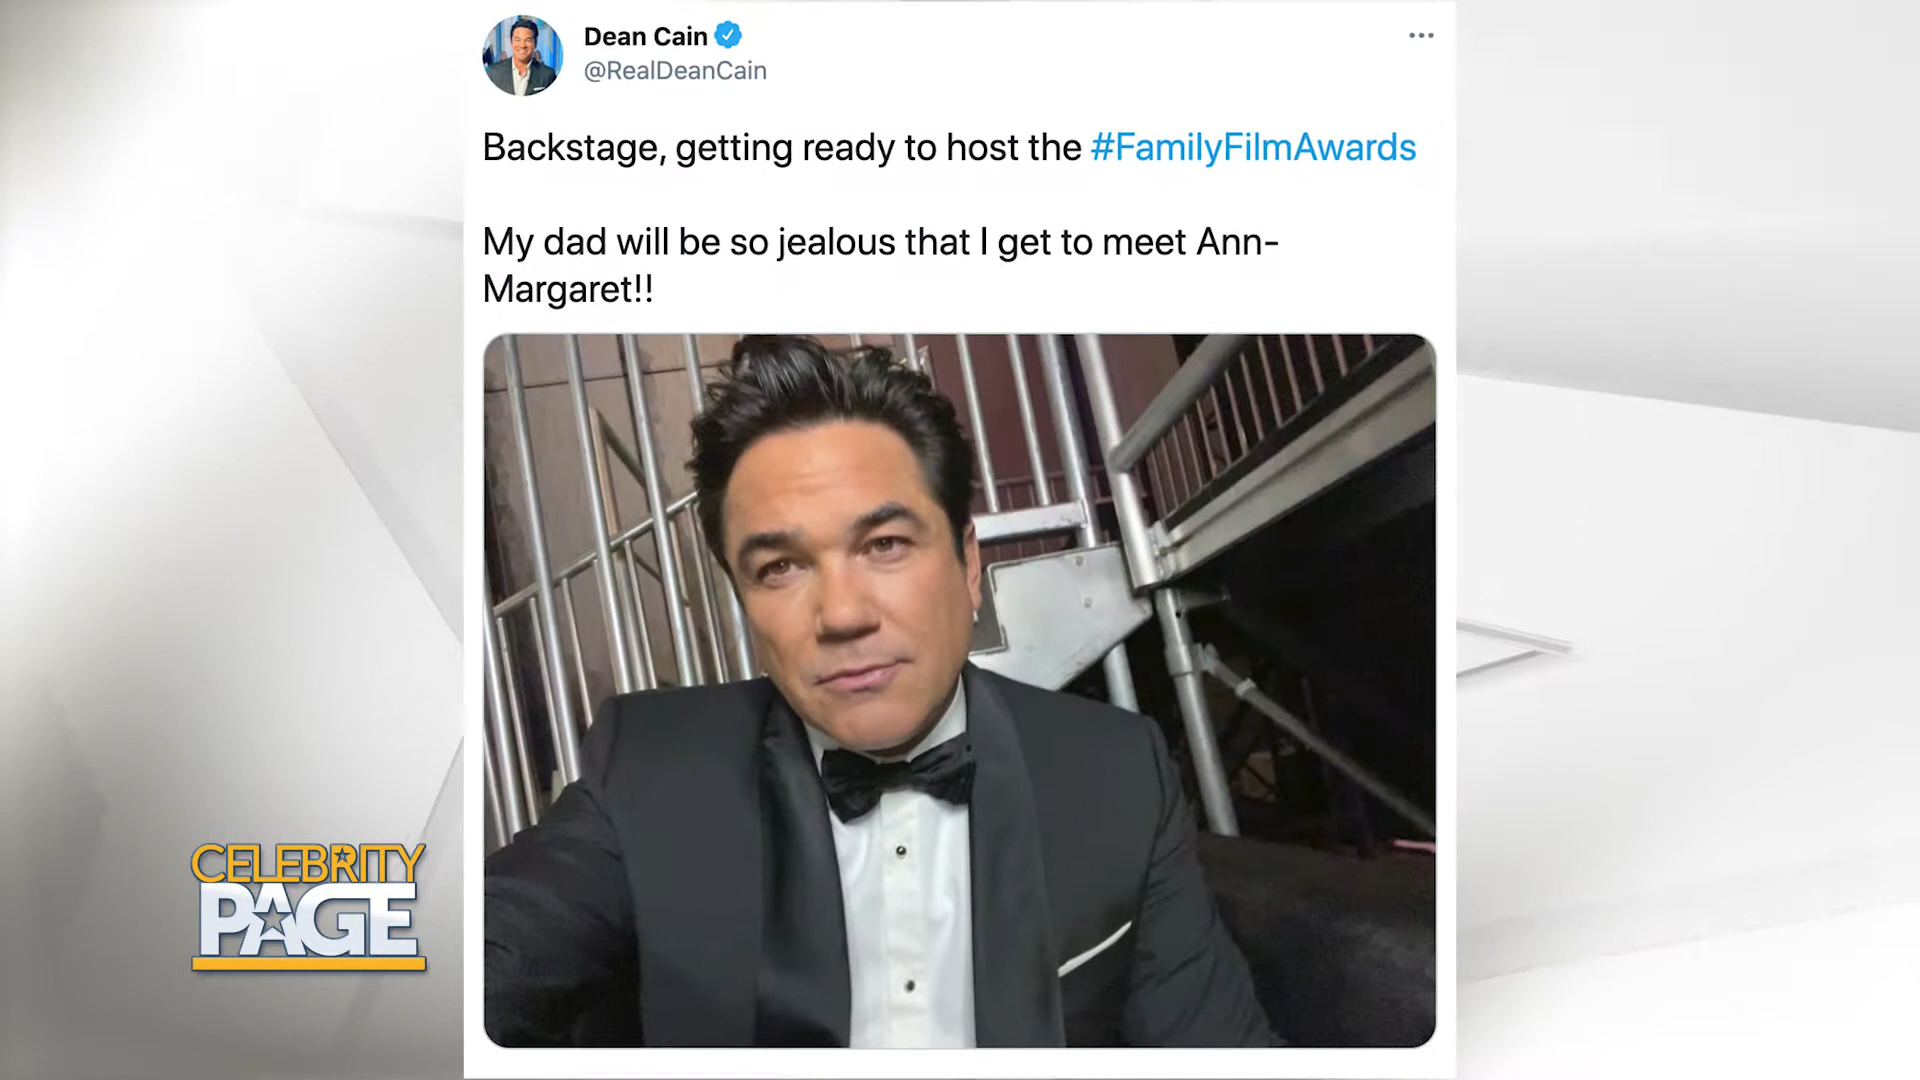 Dean Cain
@RealDeanCain
Backstage, getting ready to host the #FamilyFilmAwards
My dad will be so jealous that I get to meet Ann-
Margaret!!
CELEBRITY
PAGE